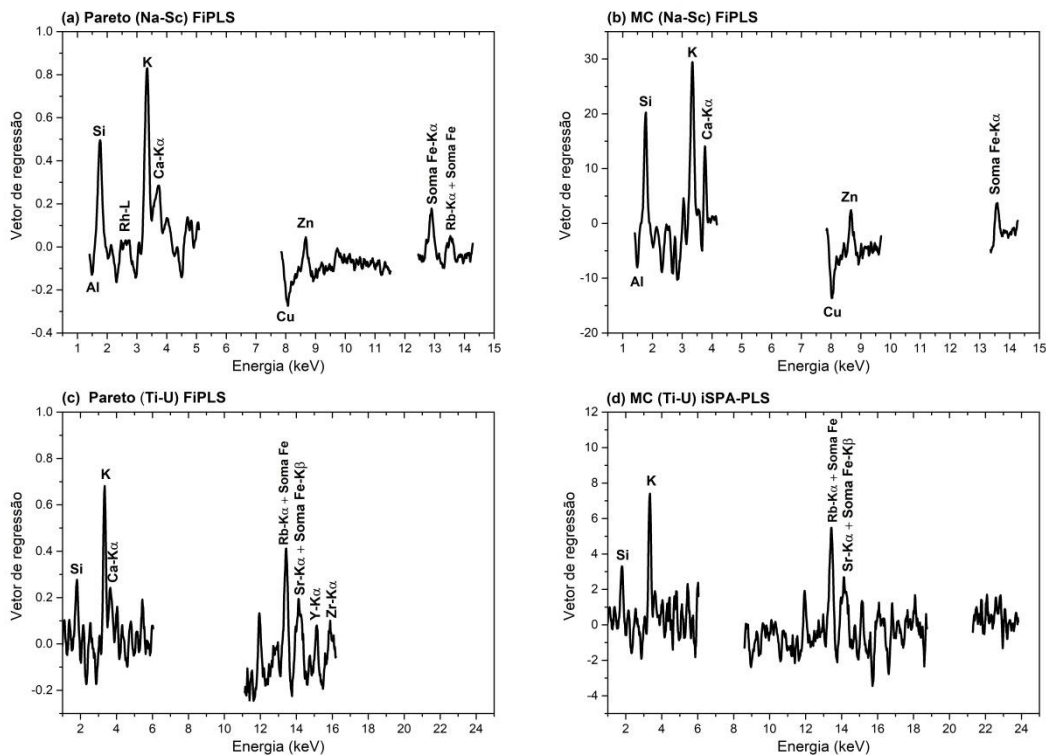 (a) Pareto (Na-Sc) FiPLS
Vetor de regressão
1.0
0.8
0.6
0.4
0.2
0.0
-0.2
-0.4
K
Si
Ca-Kα
Rh-L
Al
Zn
Cu
Soma Fe-Kα
Rb-Kα + Soma Fe
1 2 3 4 5 6 7 8 9 10 11 12 13 14 15
Energia (keV)
(b) MC (Na-Sc) FiPLS
Vetor de regressão
30
20
10
0
-10
-20
K
Si
Ca-Kα
Al
Zn
Cu
Soma Fe-Kα
1 2 3 4 5 6 7 8 9 10 11 12 13 14 15
Energia (keV)
(c) Pareto (Ti-U) FiPLS
Vetor de regressão
1.0
0.8
0.6
0.4
0.2
0.0
-0.2
K
Si
Ca-Kα
Rb-Kα + Soma Fe
Sr-Kα + Soma Fe-Kβ
Y-Kα
Zr-Kα
2 4 6 8 10 12 14 16 18 20 22 24
Energia (keV)
(d) MC (Ti-U) iSPA-PLS
Vetor de regressão
12
10
8
6
4
2
0
-2
-4
K
Si
Rb-Kα + Soma Fe
Sr-Kα + Soma Fe-Kβ
2 4 6 8 10 12 14 16 18 20 22 24
Energia (keV)